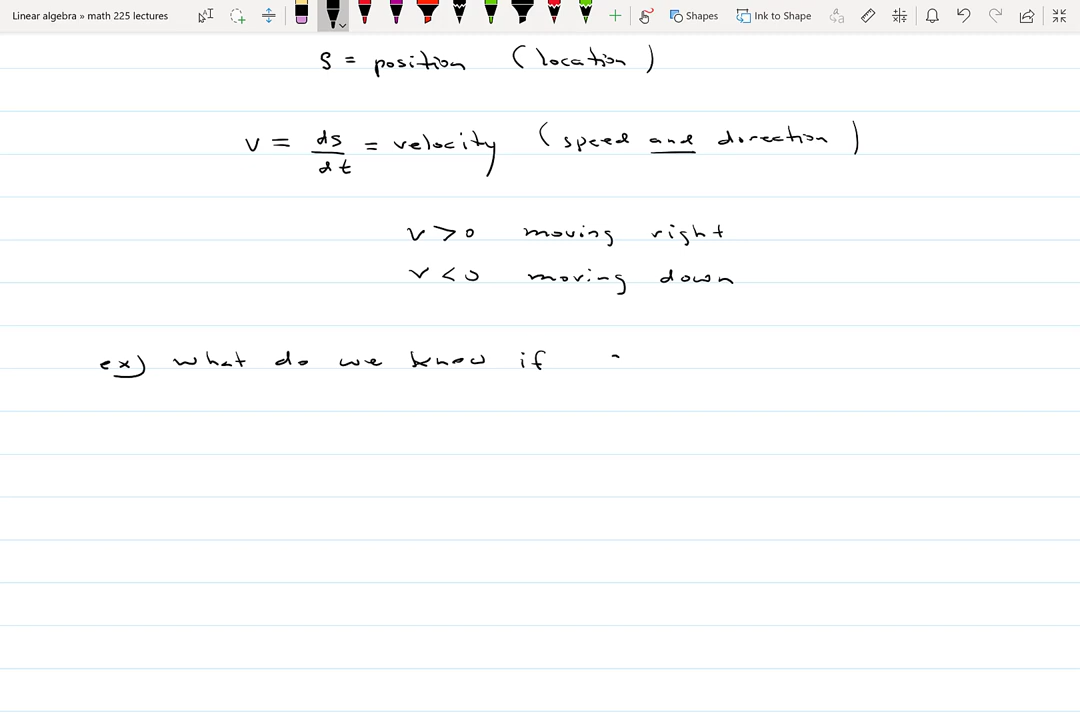 Linear algebra » math 225 lectures Shapes Ink to Shape
s = position (location)
v = ds/dt = velocity (speed and direction)
v > 0 moving right
v < 0 moving down
ex) what do we know if